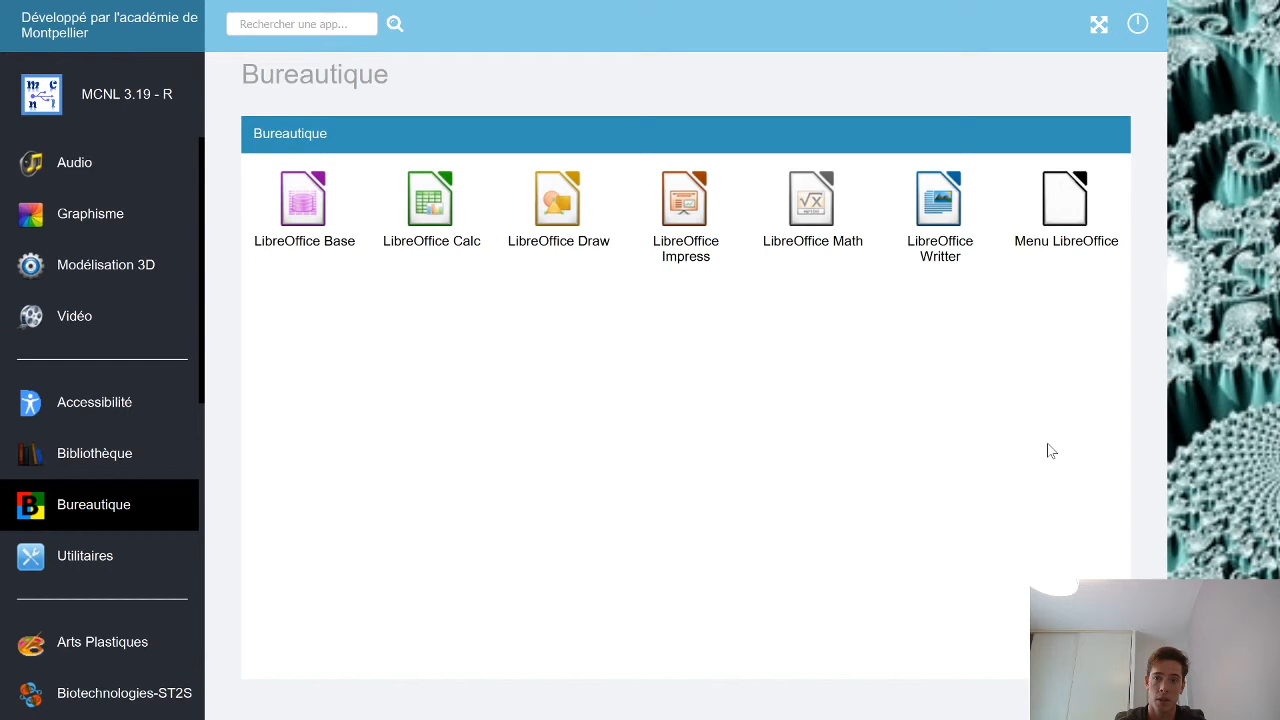 Développé par l'académie de
Montpellier
Rechercher une app...
MCNL 3.19 - R
Audio
Graphisme
Modélisation 3D
Vidéo
Accessibilité
Bibliothèque
Bureautique
Utilitaires
Arts Plastiques
Biotechnologies-ST2S
Bureautique
Bureautique
LibreOffice Base
LibreOffice Calc
LibreOffice Draw
LibreOffice
Impress
LibreOffice Math
LibreOffice
Writter
Menu LibreOffice